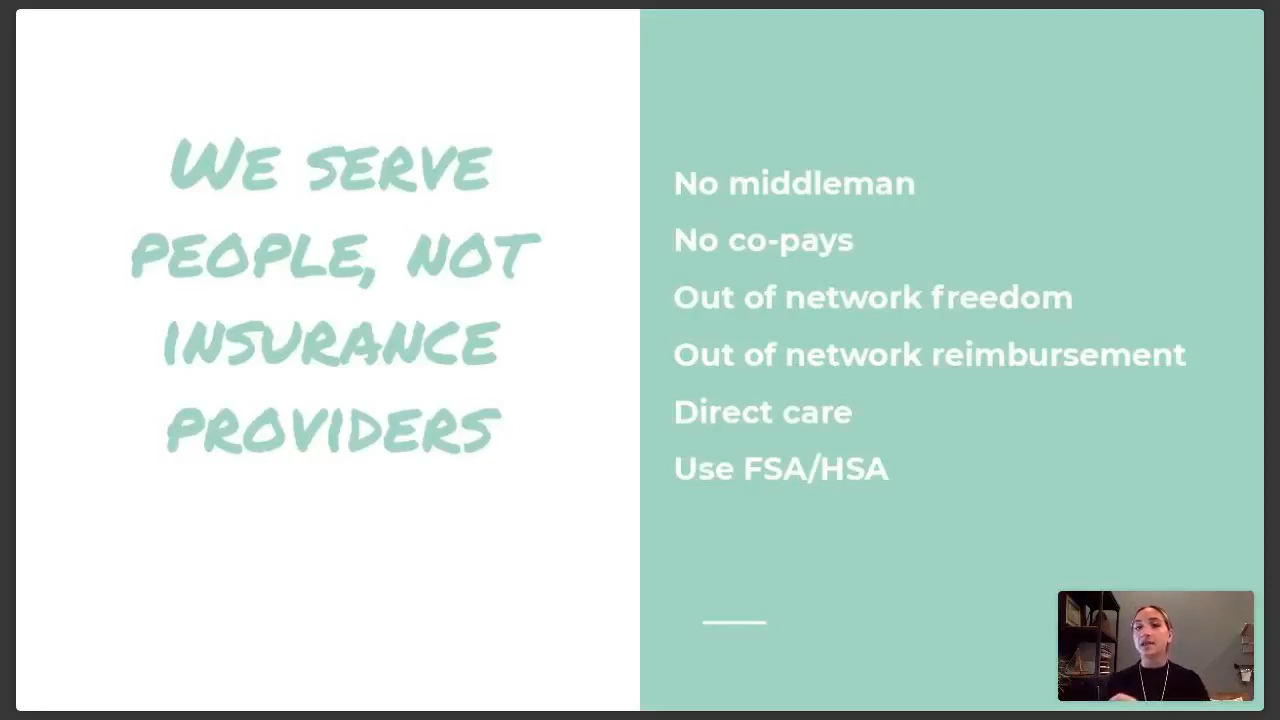 We serve
people, not
insurance
providers
No middleman
No co-pays
Out of network freedom
Out of network reimbursement
Direct care
Use FSA/HSA